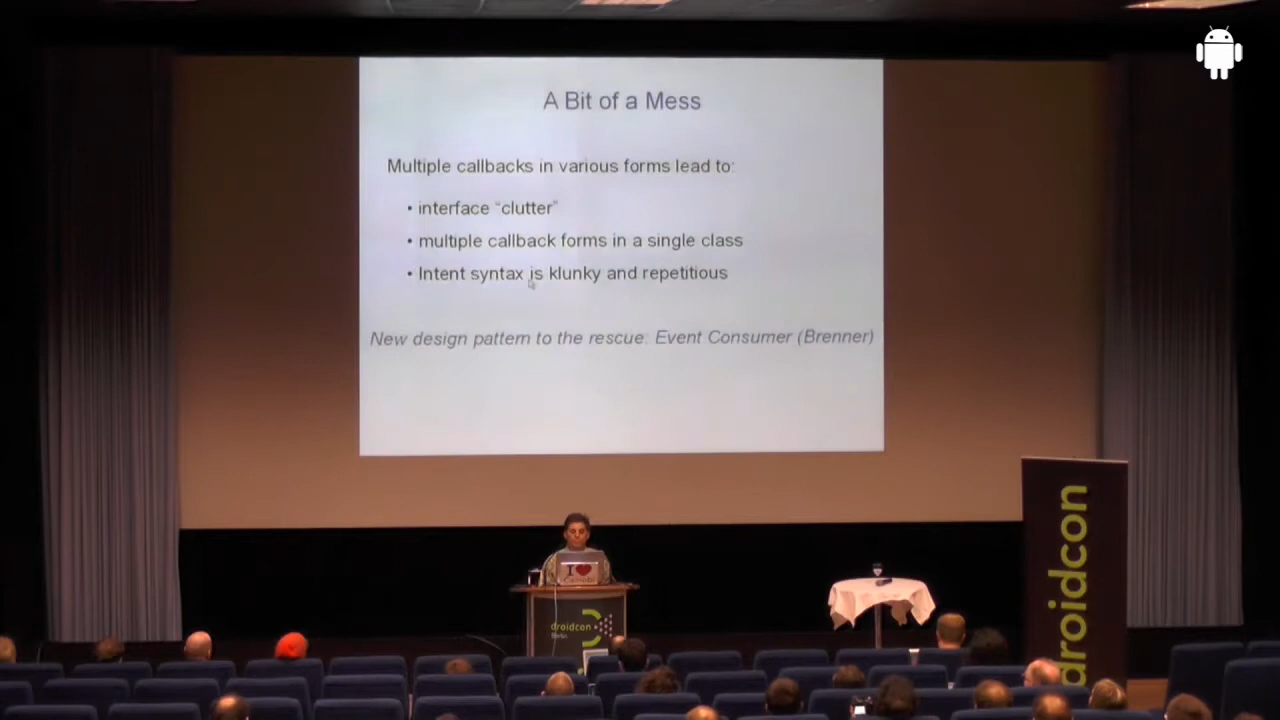 A Bit of a Mess
Multiple callbacks in various forms lead to:
• interface “clutter”
• multiple callback forms in a single class
• Intent syntax is klunky and repetitious
New design pattern to the rescue: Event Consumer (Brenner)
I
droidcon
Berlin
droidcon